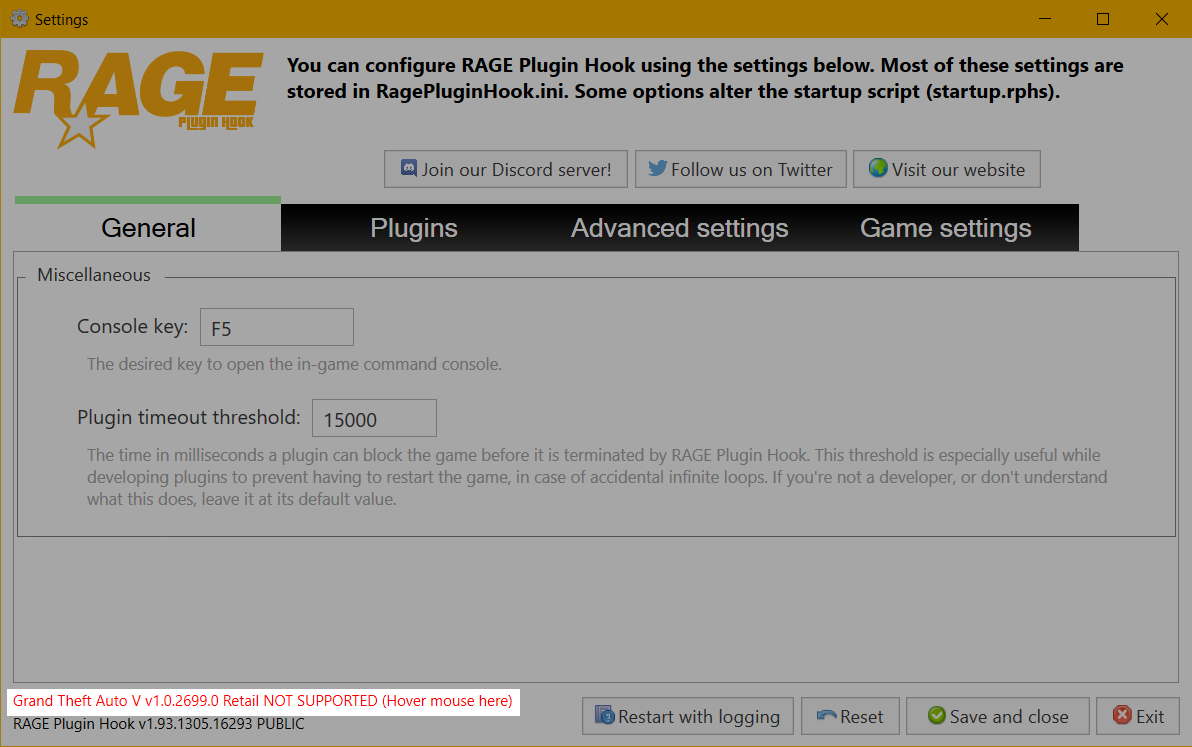 Settings
RAGE
PLUGIN HOOK
You can configure RAGE Plugin Hook using the settings below. Most of these settings are
stored in RagePluginHook.ini. Some options alter the startup script (startup.rphs).
Join our Discord server! Follow us on Twitter Visit our website
General Plugins Advanced settings Game settings
Miscellaneous
Console key: F5
The desired key to open the in-game command console.
Plugin timeout threshold: 15000
The time in milliseconds a plugin can block the game before it is terminated by RAGE Plugin Hook. This threshold is especially useful while
developing plugins to prevent having to restart the game, in case of accidental infinite loops. If you're not a developer, or don't understand
what this does, leave it at its default value.
Grand Theft Auto V v1.0.2699.0 Retail NOT SUPPORTED (Hover mouse here)
RAGE Plugin Hook v1.93.1305.16293 PUBLIC
Restart with logging Reset Save and close Exit